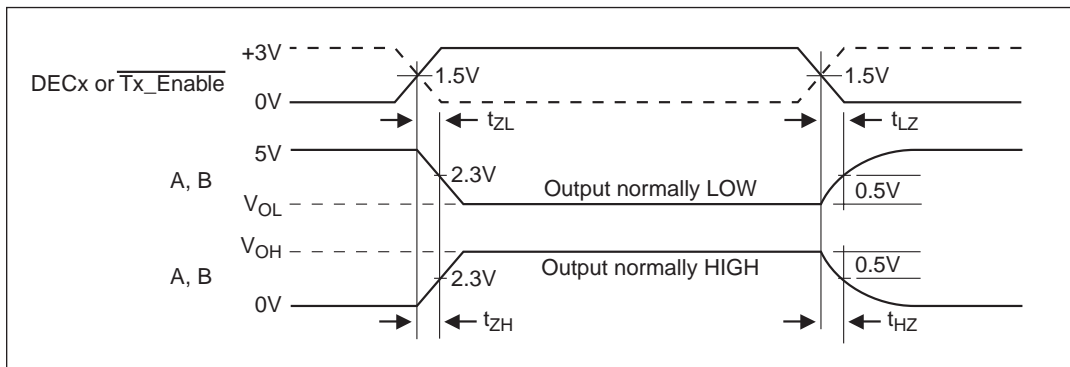 +3V
DECx or Tx_Enable
1.5V
1.5V
0V
tZL
tLZ
5V
A, B
2.3V
Output normally LOW
0.5V
VOL
VOH
A, B
2.3V
Output normally HIGH
0.5V
0V
tZH
tHZ